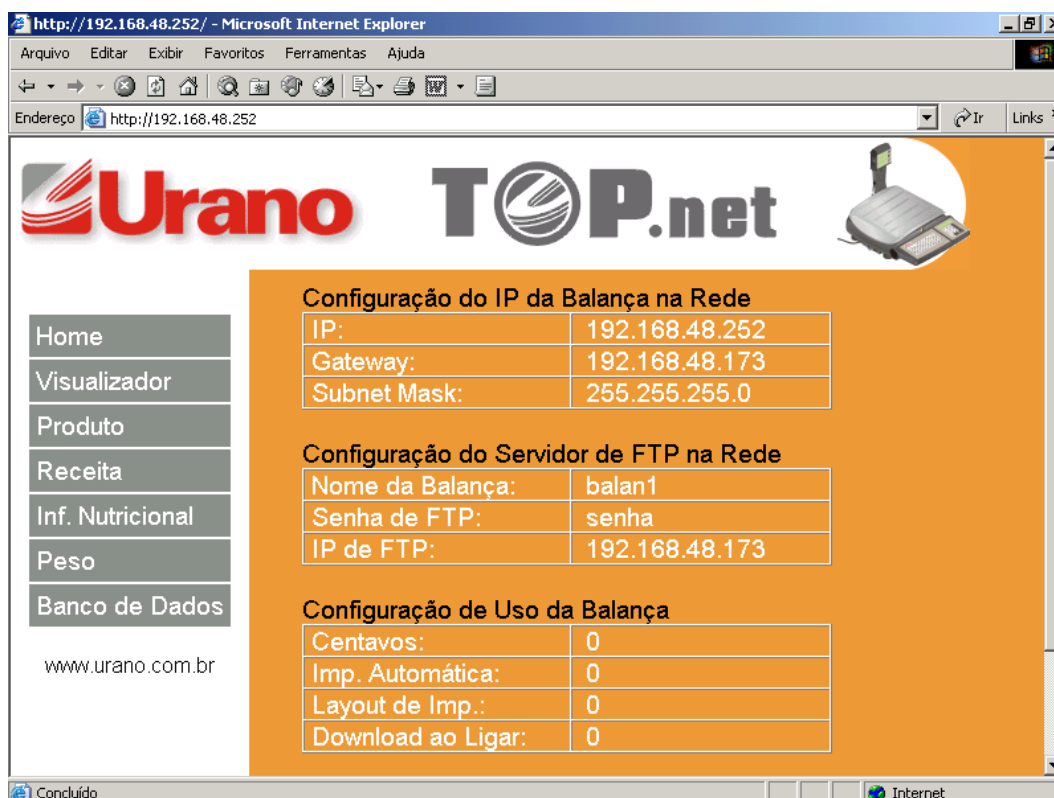 http://192.168.48.252/ - Microsoft Internet Explorer
Arquivo Editar Exibir Favoritos Ferramentas Ajuda
Endereço http://192.168.48.252 Ir Links
Urano TOP.net
Home
Visualizador
Produto
Receita
Inf. Nutricional
Peso
Banco de Dados
www.urano.com.br
Configuração do IP da Balança na Rede
IP: 192.168.48.252
Gateway: 192.168.48.173
Subnet Mask: 255.255.255.0
Configuração do Servidor de FTP na Rede
Nome da Balança: balan1
Senha de FTP: senha
IP de FTP: 192.168.48.173
Configuração de Uso da Balança
Centavos: 0
Imp. Automática: 0
Layout de Imp.: 0
Download ao Ligar: 0
Concluído Internet